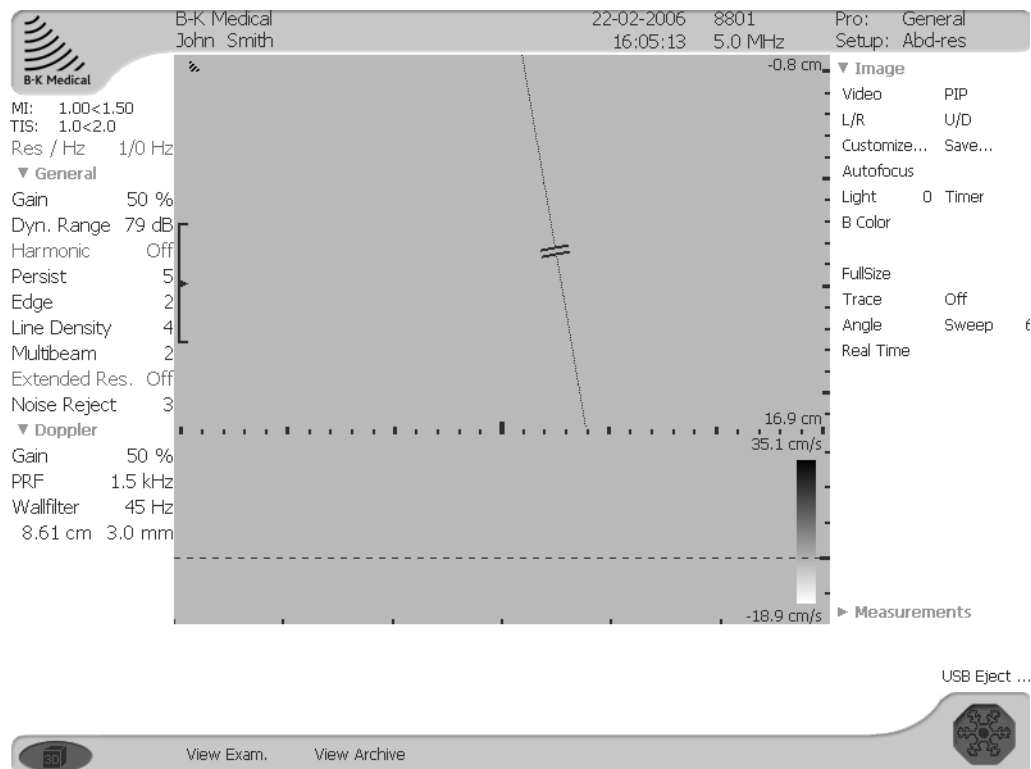 B-K Medical 22-02-2006 8801 Pro: General
John Smith 16:05:13 5.0 MHz Setup: Abd-res
B-K Medical
MI: 1.00<1.50
TIS: 1.0<2.0
Res / Hz 1/0 Hz
▼ General
Gain 50 %
Dyn. Range 79 dB
Harmonic Off
Persist 5
Edge 2
Line Density 4
Multibeam 2
Extended Res. Off
Noise Reject 3
▼ Doppler
Gain 50 %
PRF 1.5 kHz
Wallfilter 45 Hz
8.61 cm 3.0 mm
-0.8 cm
16.9 cm
35.1 cm/s
-18.9 cm/s
▼ Image
Video PIP
L/R U/D
Customize... Save...
Autofocus
Light 0 Timer
B Color
FullSize
Trace Off
Angle Sweep 6
Real Time
► Measurements
USB Eject ...
3D View Exam. View Archive